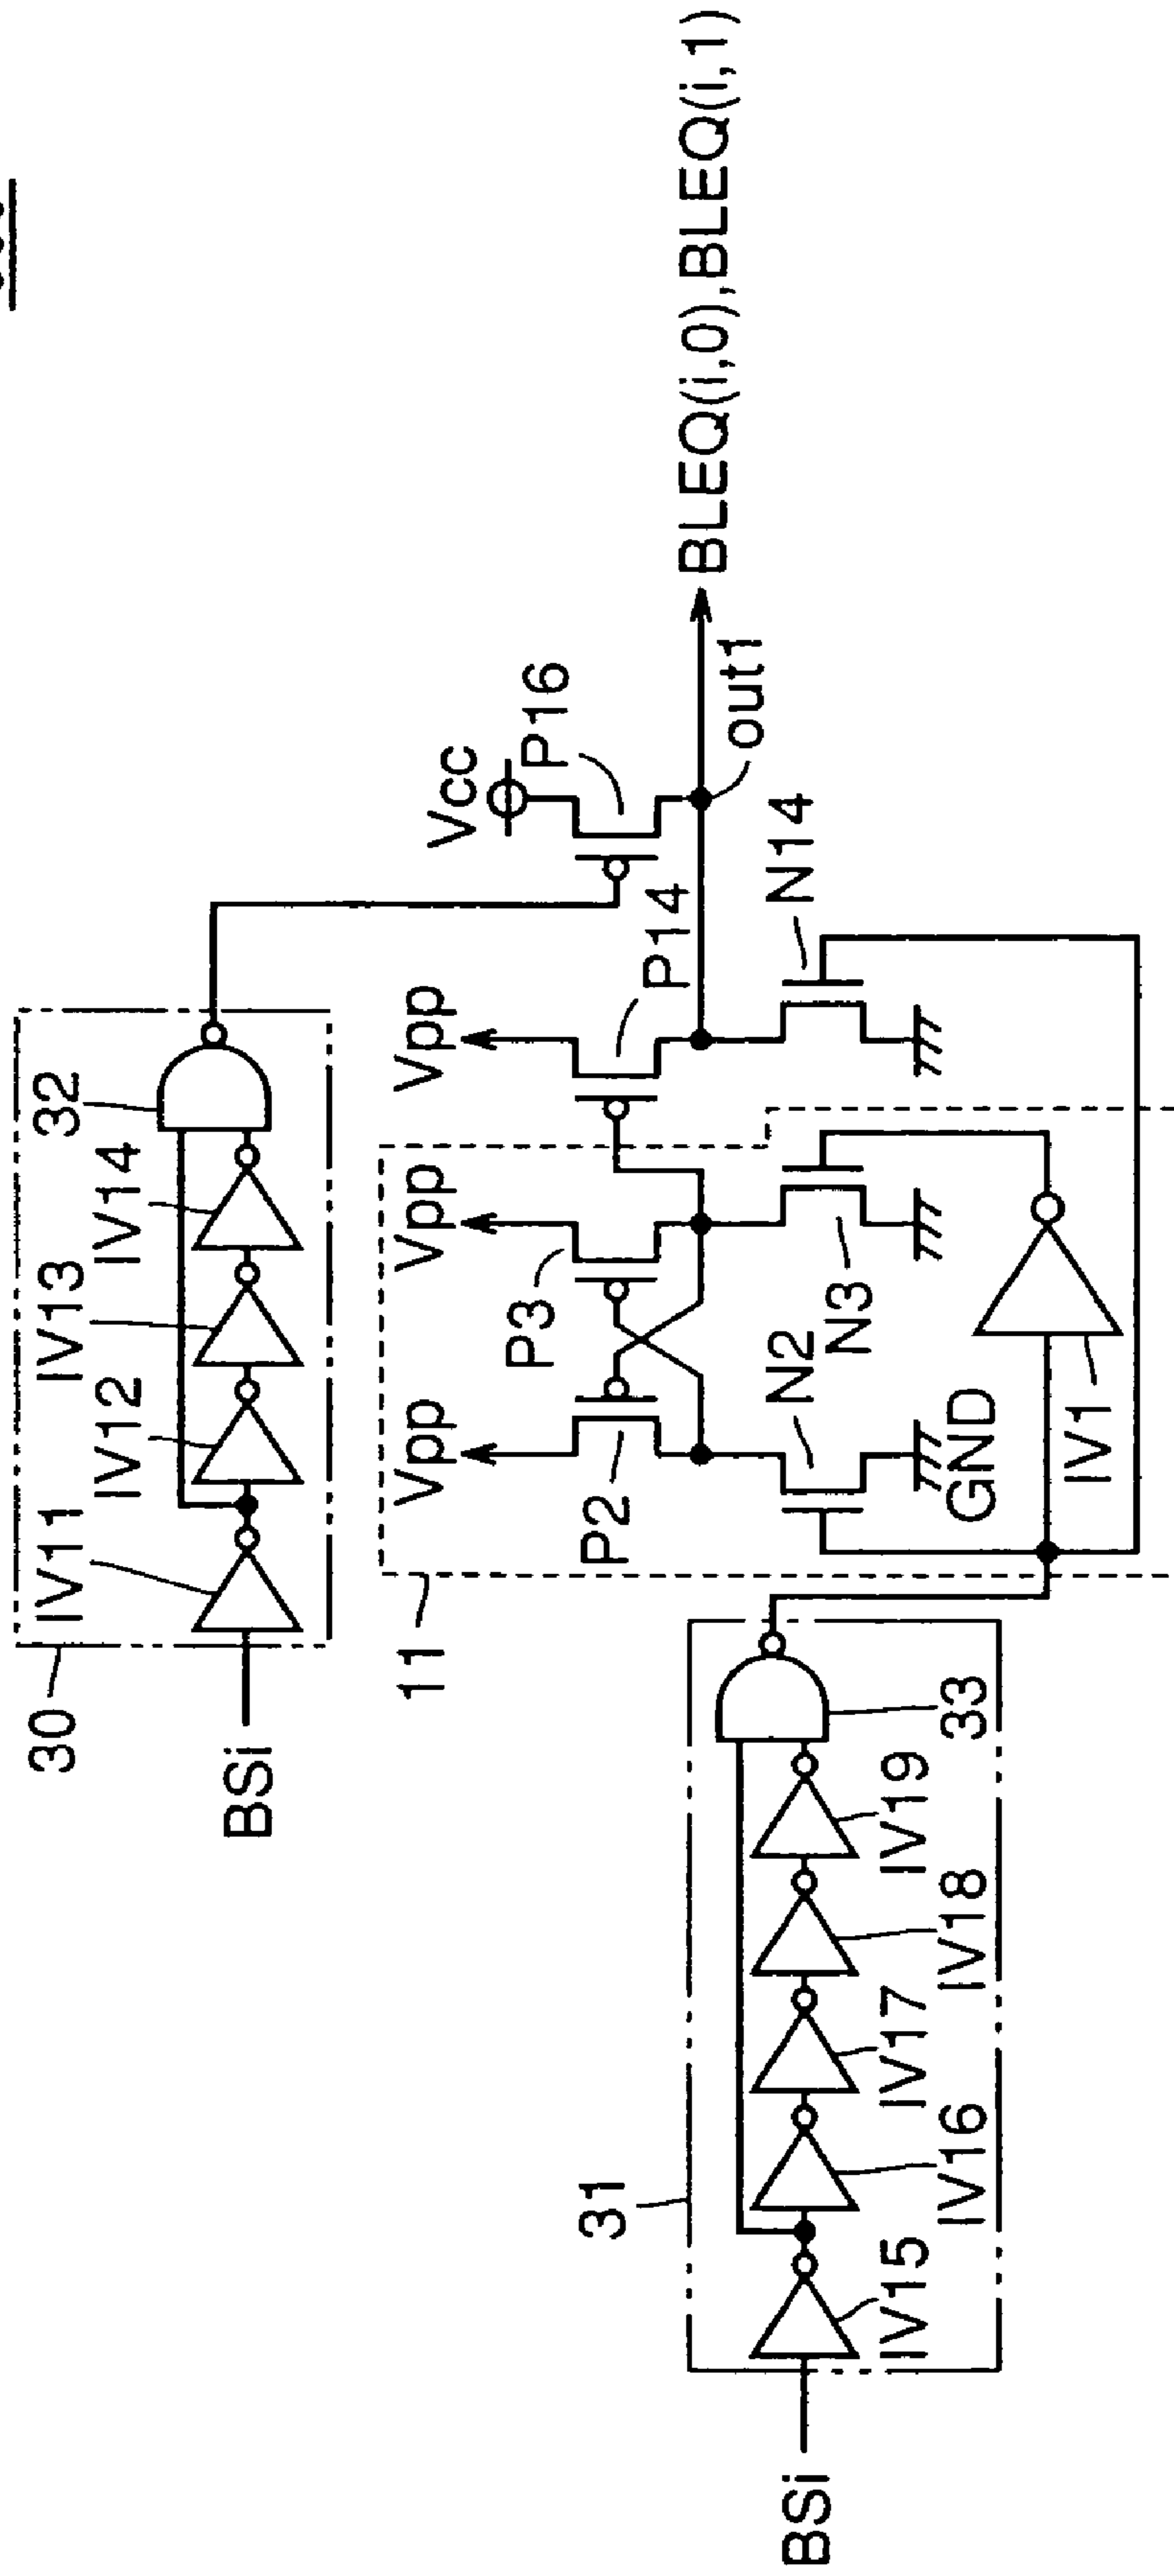 30
IV11
IV12
IV13
IV14
32
BSi
Vcc
P16
BLEQ(i,0),BLEQ(i,1)
out1
11
Vpp
Vpp
Vpp
P2
P3
P14
N2
N3
N14
GND
IV1
31
BSi
IV15
IV16
IV17
IV18
IV19
33